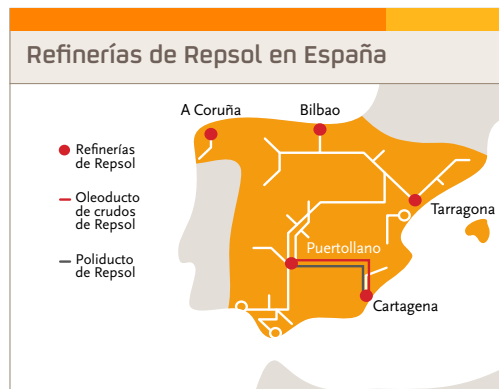 Refinerías de Repsol en España
A Coruña
Bilbao
Refinerías
de Repsol
Oleoducto
de crudos
de Repsol
Poliducto
de Repsol
Tarragona
Puertollano
Cartagena